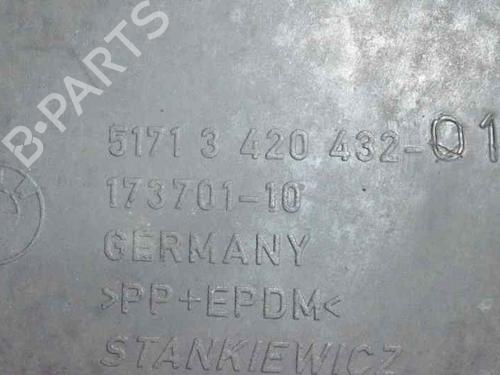 B-PARTS
5171 3 420 432-01
173701-10
GERMANY
>PP+EPDM<
STANKIEWICZ